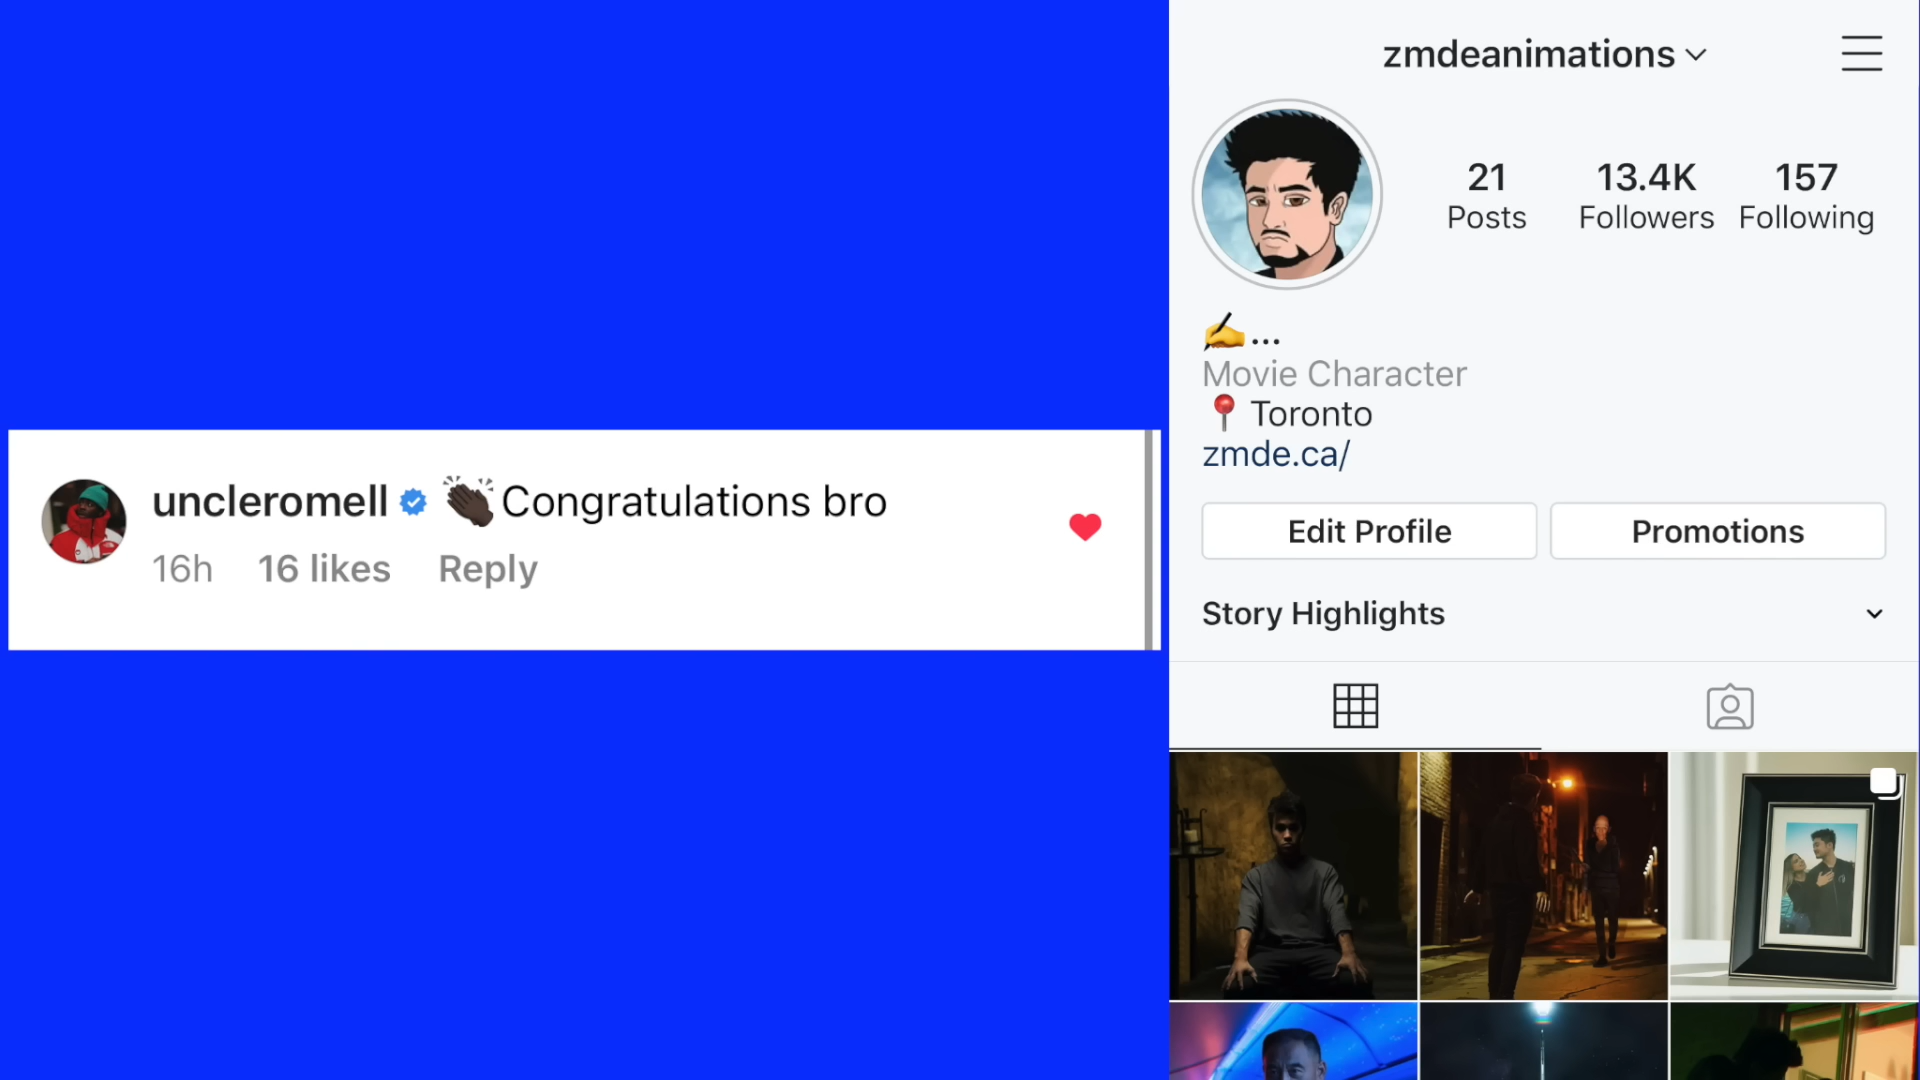 uncleromell 👏🏿Congratulations bro
16h 16 likes Reply
zmdeanimations
21 13.4K 157
Posts Followers Following
✍️...
Movie Character
📍 Toronto
zmde.ca/
Edit Profile Promotions
Story Highlights